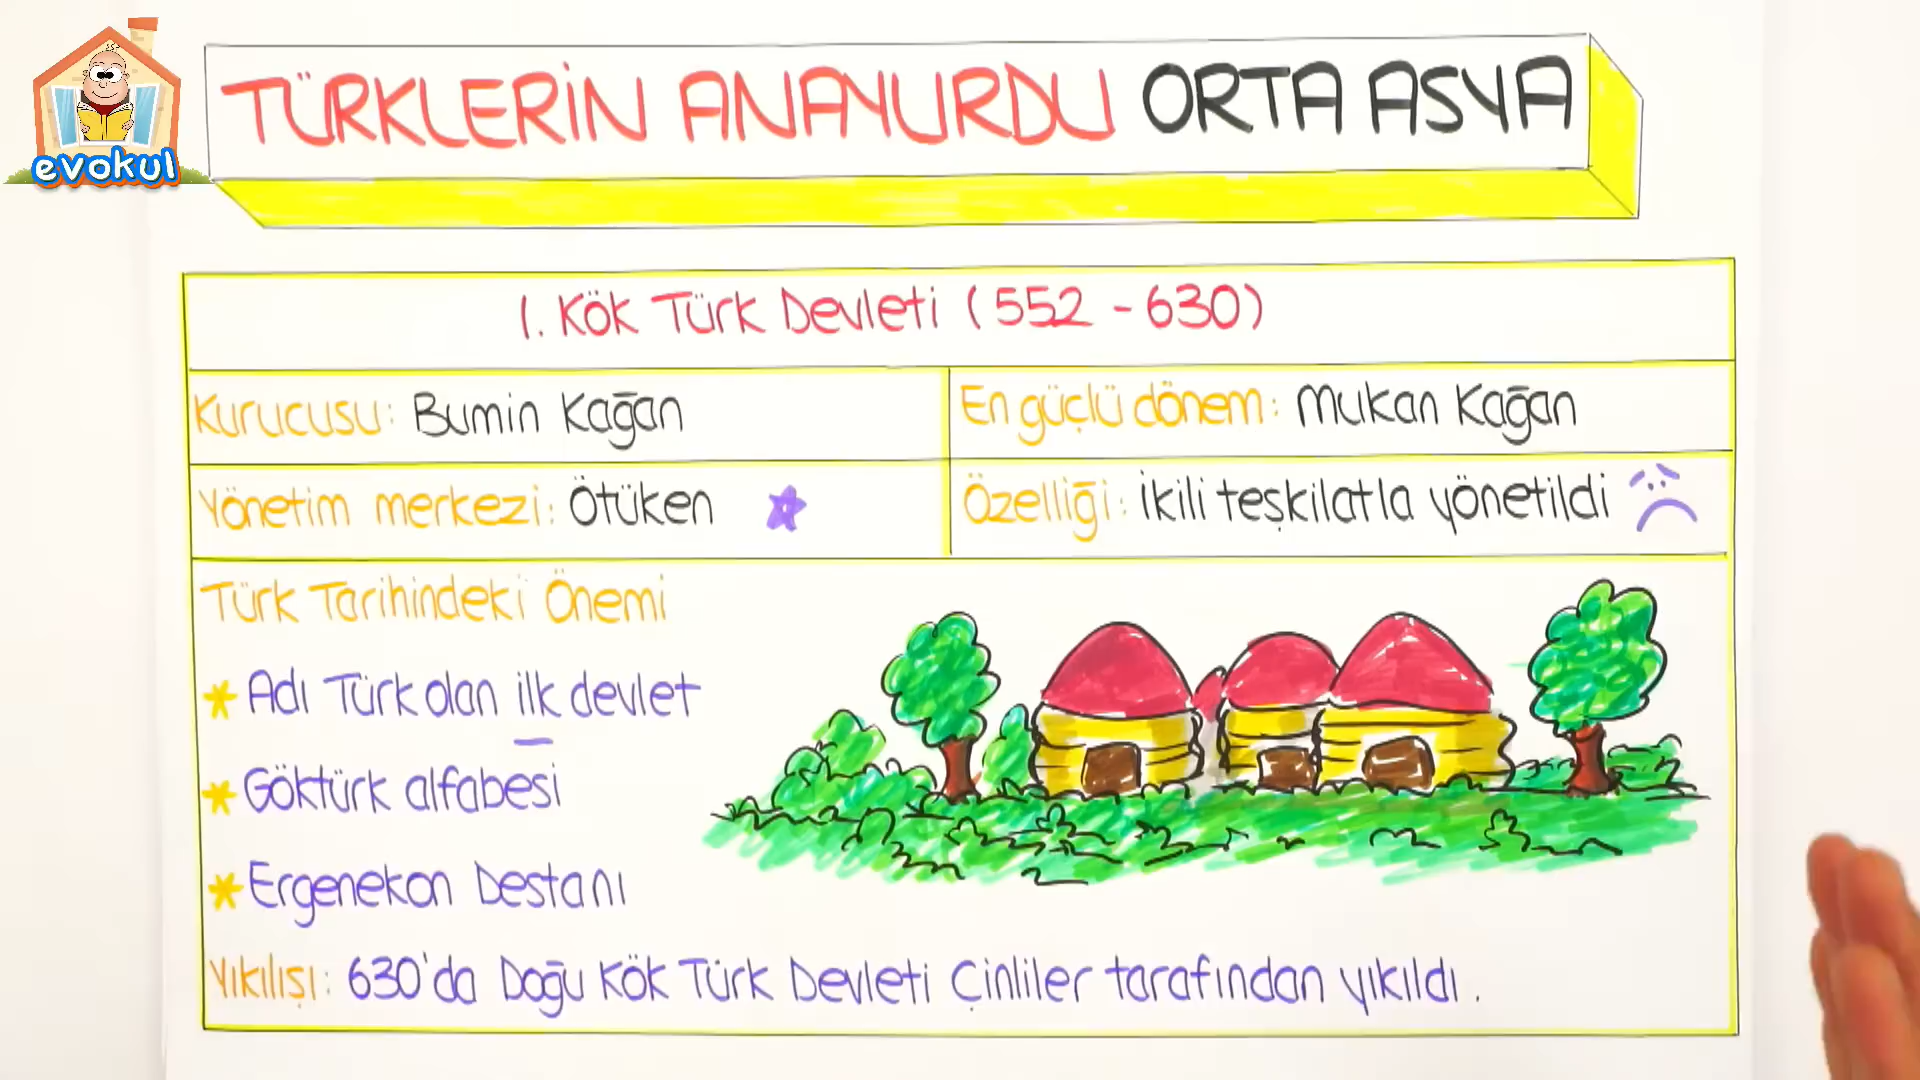 evokul
TÜRKLERİN ANAYURDU ORTA ASYA
1. Kök Türk Devleti (552 - 630)
Kurucusu: Bumin Kağan
En güçlü dönem: Mukan Kağan
Yönetim merkezi: Ötüken
Özelliği: İkili teşkilatla yönetildi
Türk Tarihindeki Önemi
* Adı Türk olan ilk devlet
* Göktürk alfabesi
* Ergenekon Destanı
Yıkılışı: 630'da Doğu Kök Türk Devleti Çinliler tarafından yıkıldı.